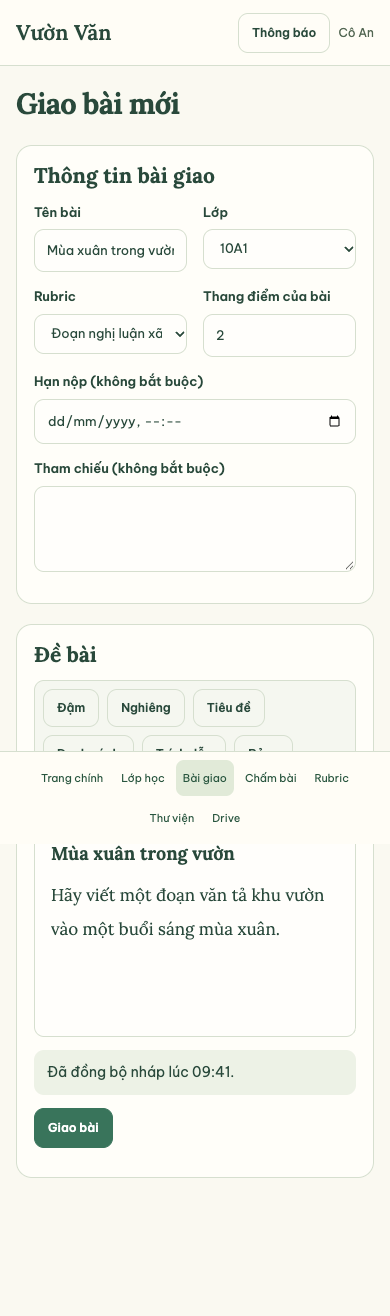 Vườn Văn
Thông báo
Cô An
Giao bài mới
Thông tin bài giao
Tên bài
Lớp
Mùa xuân trong vườn
10A1
Rubric
Thang điểm của bài
Đoạn nghị luận xã
2
Hạn nộp (không bắt buộc)
dd/mm/yyyy, --:--
Tham chiếu (không bắt buộc)
Đề bài
Đậm
Nghiêng
Tiêu đề
Trang chính
Lớp học
Bài giao
Chấm bài
Rubric
Thư viện
Drive
Mùa xuân trong vườn
Hãy viết một đoạn văn tả khu vườn
vào một buổi sáng mùa xuân.
Đã đồng bộ nháp lúc 09:41.
Giao bài